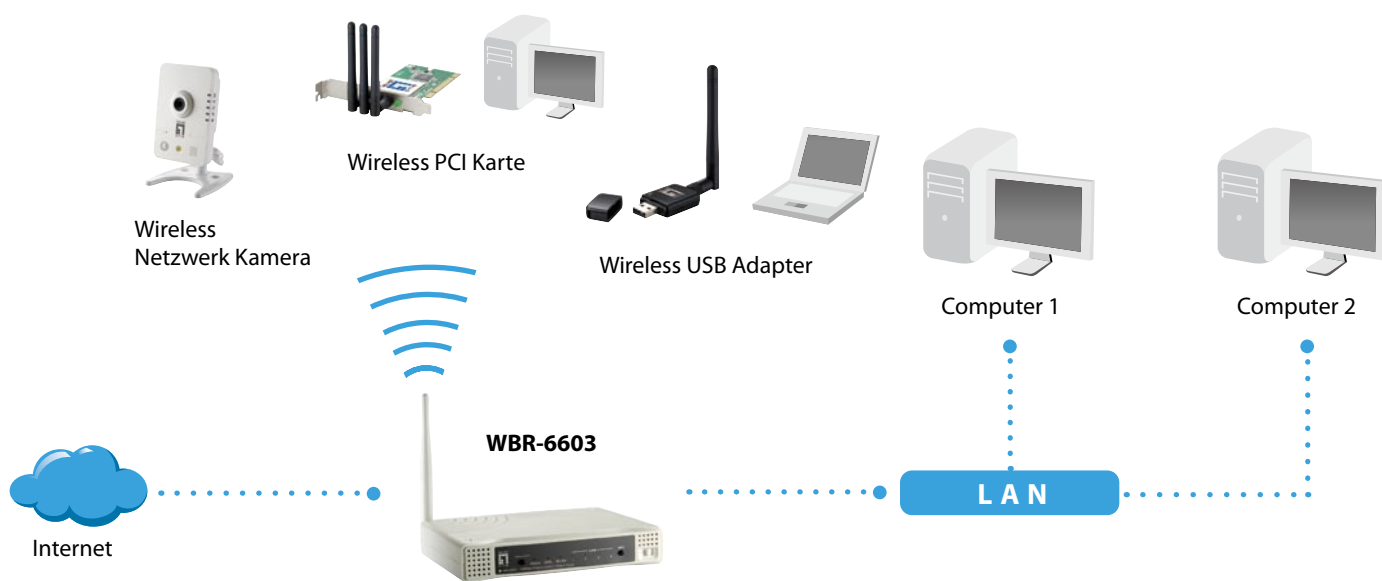 Wireless PCI Karte
Wireless
Netzwerk Kamera
Wireless USB Adapter
Computer 1
Computer 2
WBR-6603
LAN
Internet